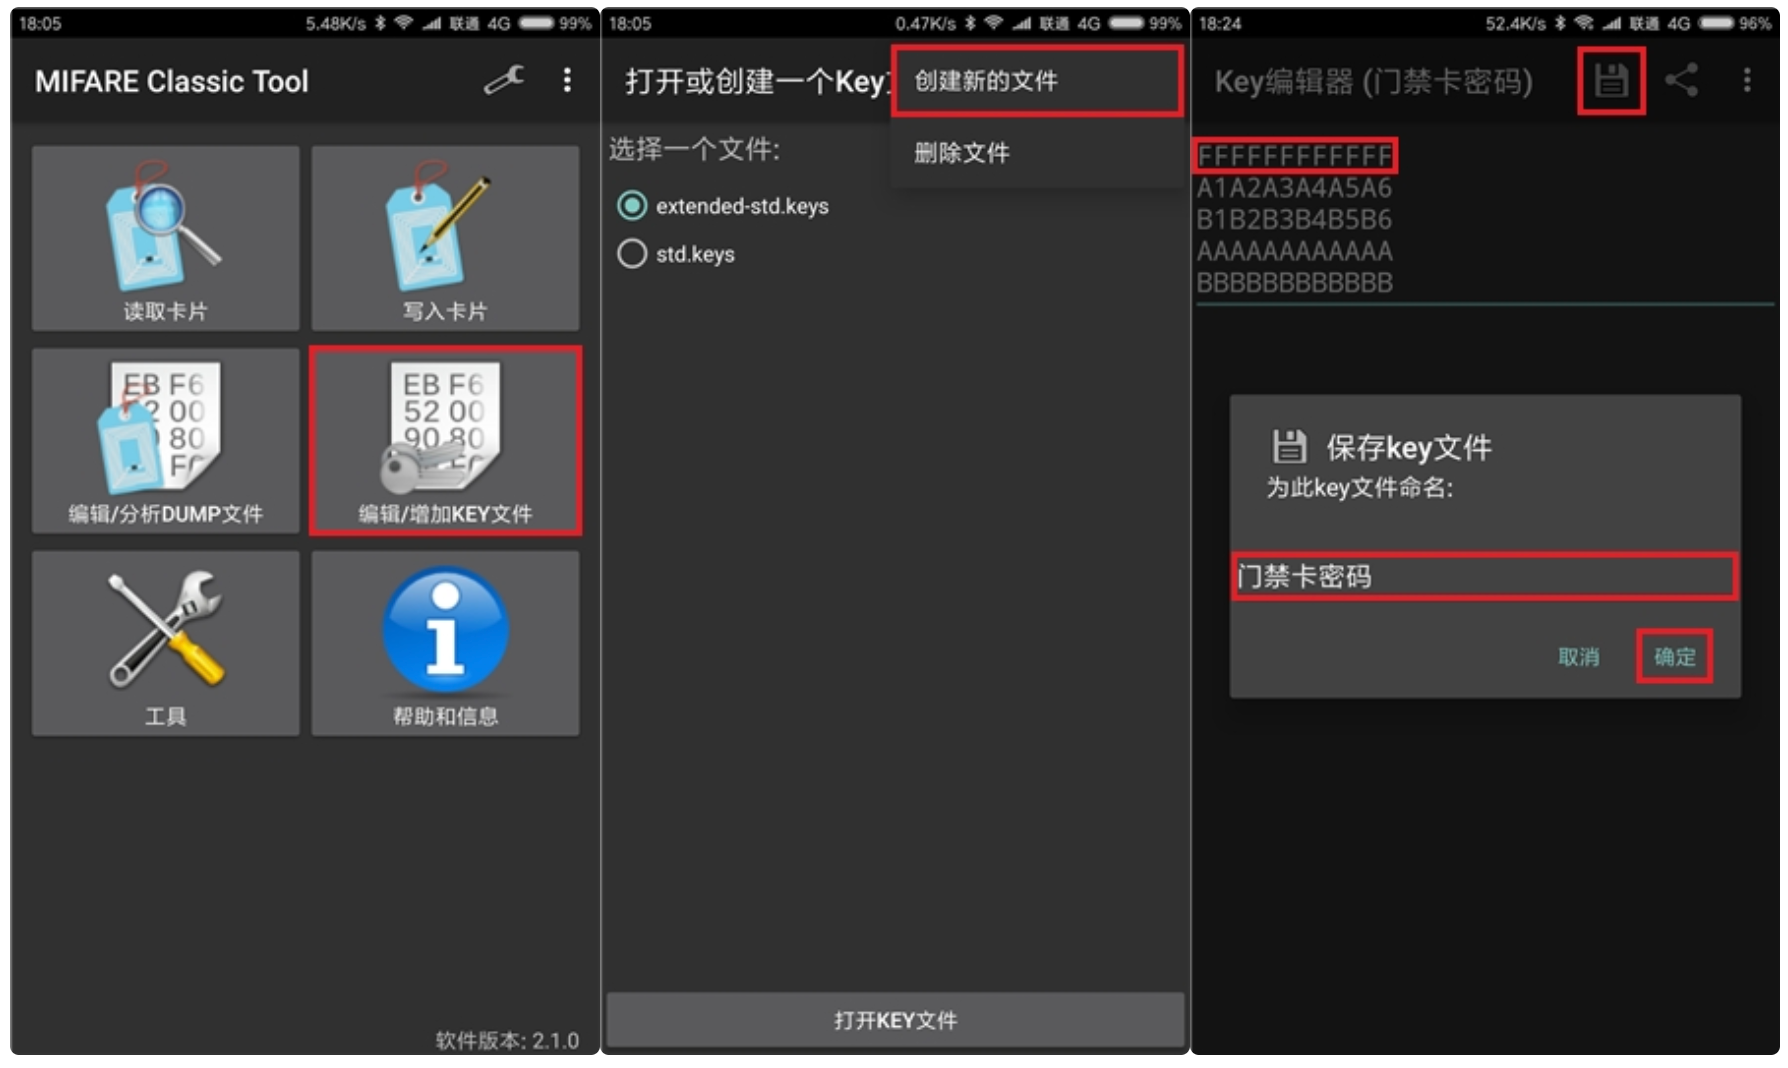 18:05
5.48K/s
联通 4G
99%
MIFARE Classic Tool
读取卡片
写入卡片
EB F6
52 00
90 80
编辑/分析DUMP文件
EB F6
52 00
90 80
编辑/增加KEY文件
工具
帮助和信息
软件版本: 2.1.0
18:05
0.47K/s
联通 4G
99%
打开或创建一个Key
创建新的文件
删除文件
选择一个文件:
extended-std.keys
std.keys
打开KEY文件
18:24
52.4K/s
联通 4G
96%
Key编辑器 (门禁卡密码)
FFFFFFFFFFFF
A1A2A3A4A5A6
B1B2B3B4B5B6
AAAAAAAAAAAA
BBBBBBBBBBBB
保存key文件
为此key文件命名:
门禁卡密码
取消
确定